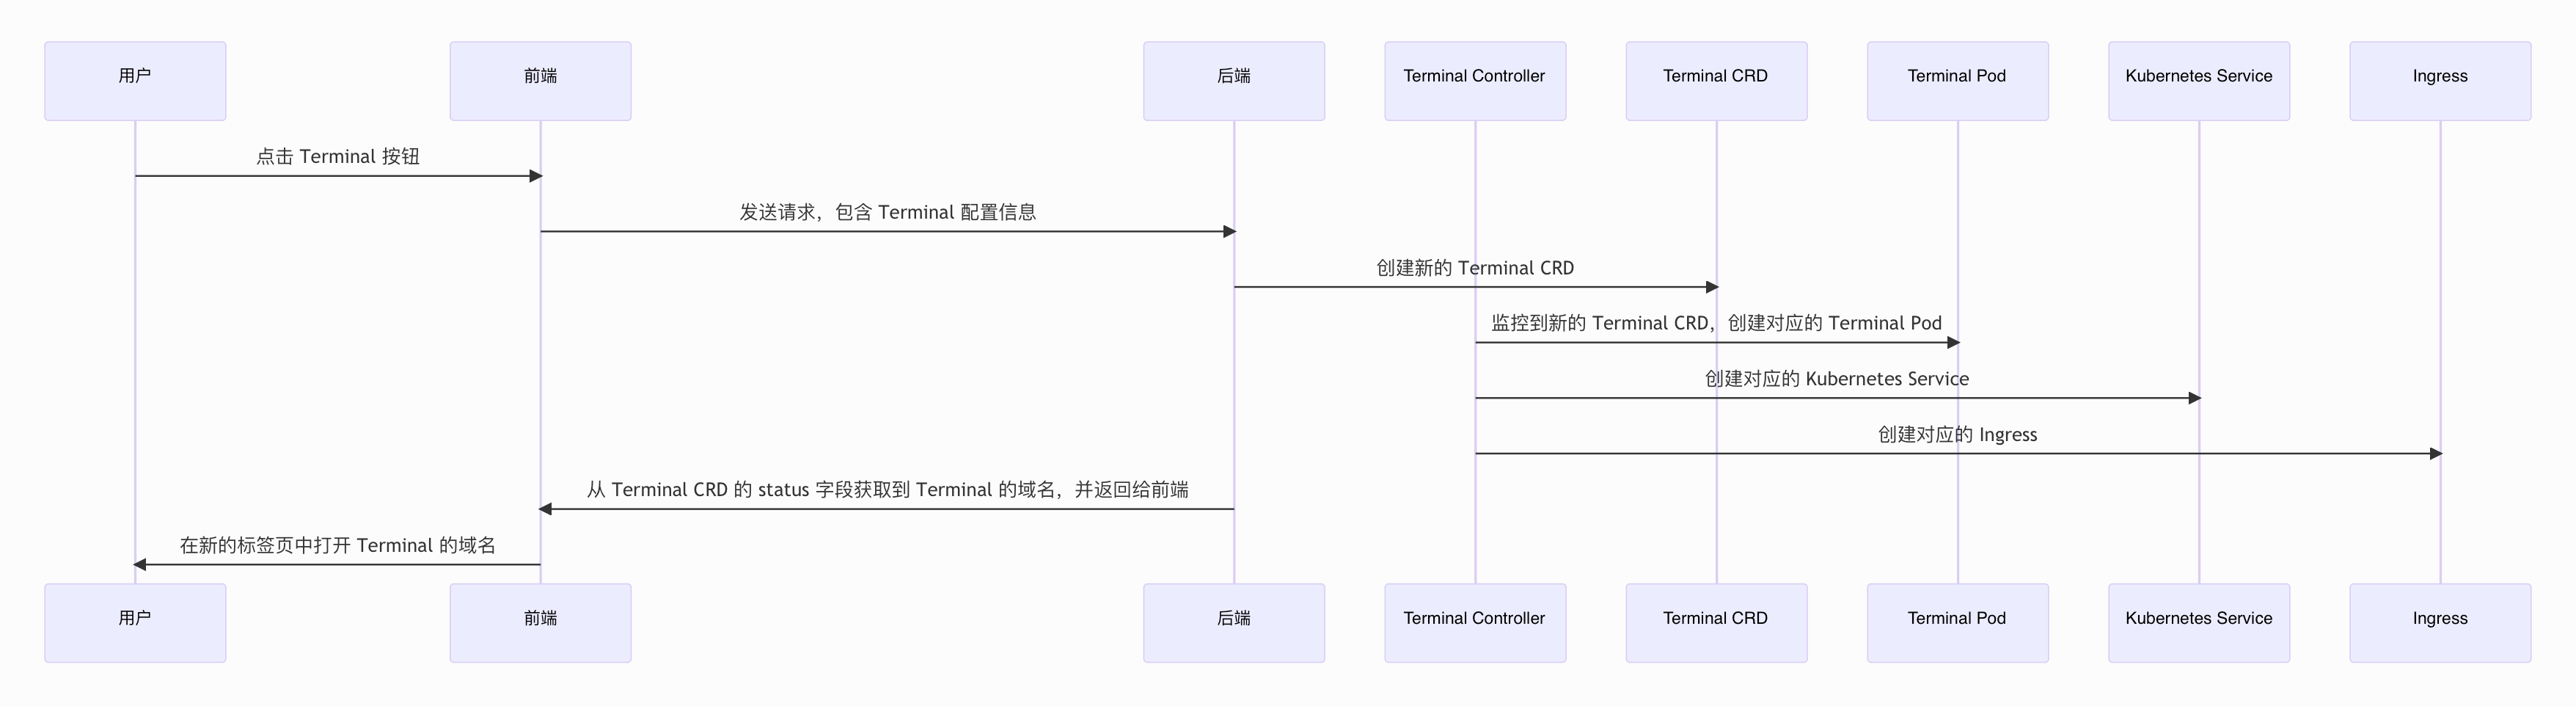 用户
前端
后端
Terminal Controller
Terminal CRD
Terminal Pod
Kubernetes Service
Ingress
点击 Terminal 按钮
发送请求，包含 Terminal 配置信息
创建新的 Terminal CRD
监控到新的 Terminal CRD，创建对应的 Terminal Pod
创建对应的 Kubernetes Service
创建对应的 Ingress
从 Terminal CRD 的 status 字段获取到 Terminal 的域名，并返回给前端
在新的标签页中打开 Terminal 的域名
用户
前端
后端
Terminal Controller
Terminal CRD
Terminal Pod
Kubernetes Service
Ingress